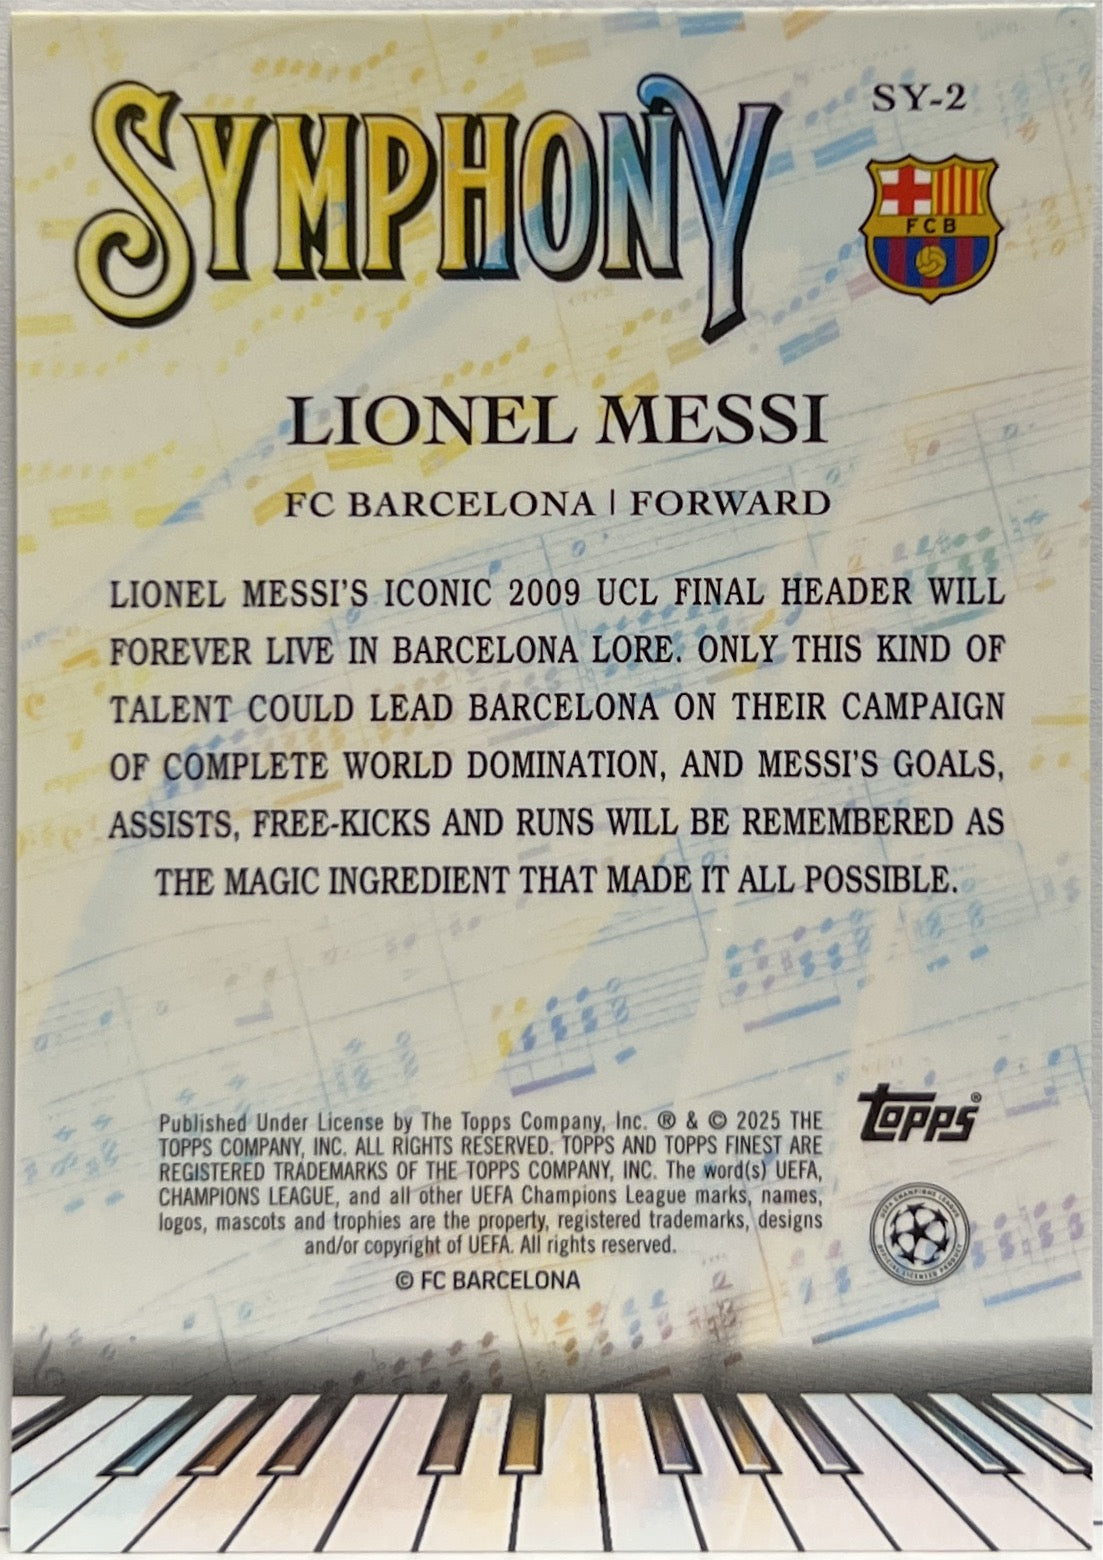 SYMPHONY
SY-2
FCB
LIONEL MESSI
FC BARCELONA | FORWARD
LIONEL MESSI'S ICONIC 2009 UCL FINAL HEADER WILL
FOREVER LIVE IN BARCELONA LORE. ONLY THIS KIND OF
TALENT COULD LEAD BARCELONA ON THEIR CAMPAIGN
OF COMPLETE WORLD DOMINATION, AND MESSI'S GOALS,
ASSISTS, FREE-KICKS AND RUNS WILL BE REMEMBERED AS
THE MAGIC INGREDIENT THAT MADE IT ALL POSSIBLE.
Published Under License by The Topps Company, Inc. ® & © 2025 THE
TOPPS COMPANY, INC. ALL RIGHTS RESERVED. TOPPS AND TOPPS FINEST ARE
REGISTERED TRADEMARKS OF THE TOPPS COMPANY, INC. The word(s) UEFA,
CHAMPIONS LEAGUE, and all other UEFA Champions League marks, names,
logos, mascots and trophies are the property, registered trademarks, designs
and/or copyright of UEFA. All rights reserved.
© FC BARCELONA
topps®
UEFA CHAMPIONS LEAGUE
OFFICIAL LICENSED PRODUCT